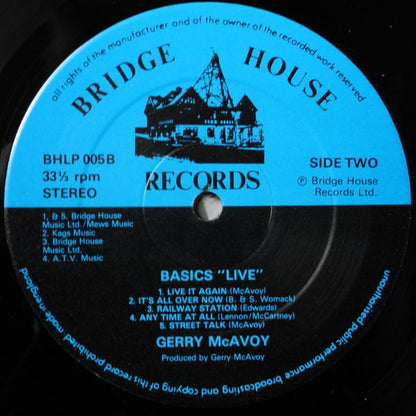 all rights of the manufacturer and of the owner of the recorded work reserved
BRIDGE HOUSE
RECORDS
BHLP 005B
33⅓ rpm
STEREO
SIDE TWO
Ⓟ Bridge House
Records Ltd.
1. & 5. Bridge House
Music Ltd./Mews Music
2. Kags Music
3. Bridge House
Music Ltd.
4. A.T.V. Music
BASICS "LIVE"
1. LIVE IT AGAIN (McAvoy)
2. IT'S ALL OVER NOW (B. & S. Womack)
3. RAILWAY STATION (Edwards)
4. ANY TIME AT ALL (Lennon/McCartney)
5. STREET TALK (McAvoy)
GERRY McAVOY
Produced by Gerry McAvoy
unauthorised public performance broadcasting and copying of this record prohibited made in england